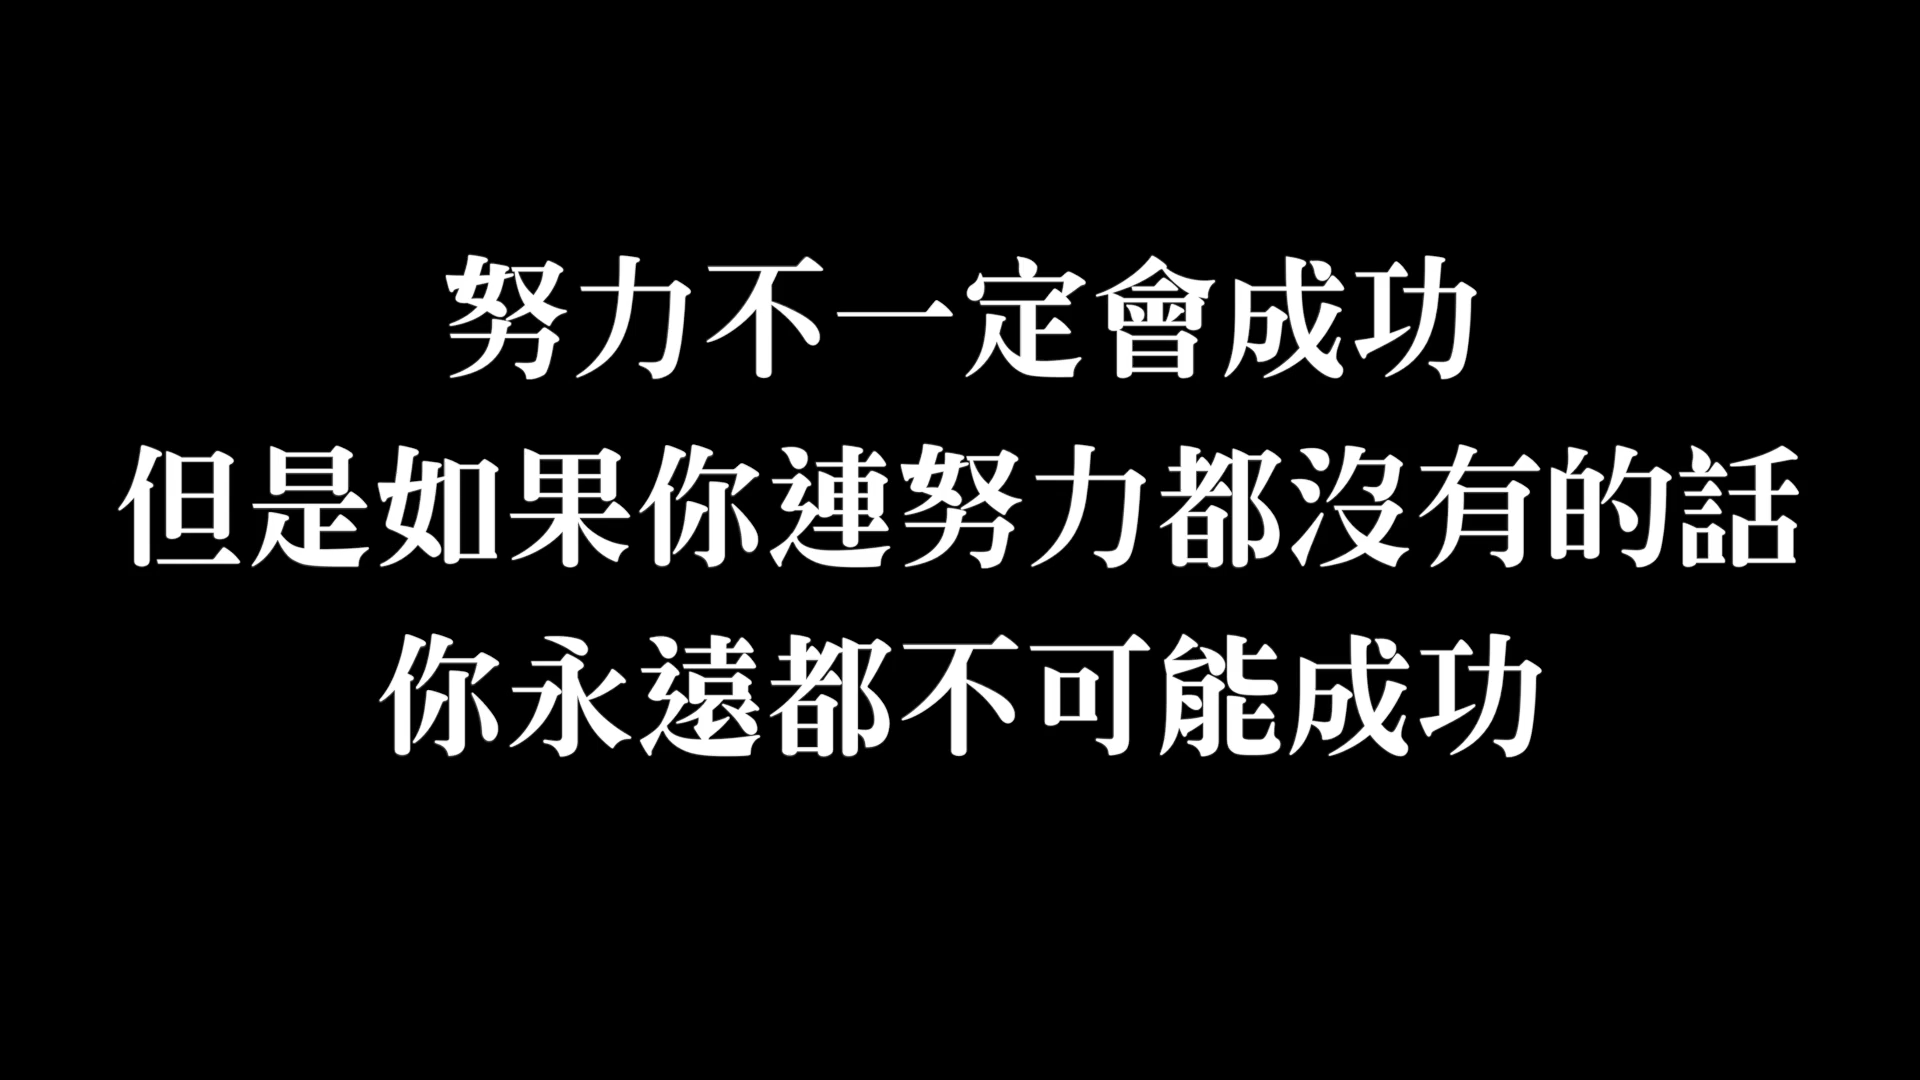 努力不一定會成功
但是如果你連努力都沒有的話
你永遠都不可能成功